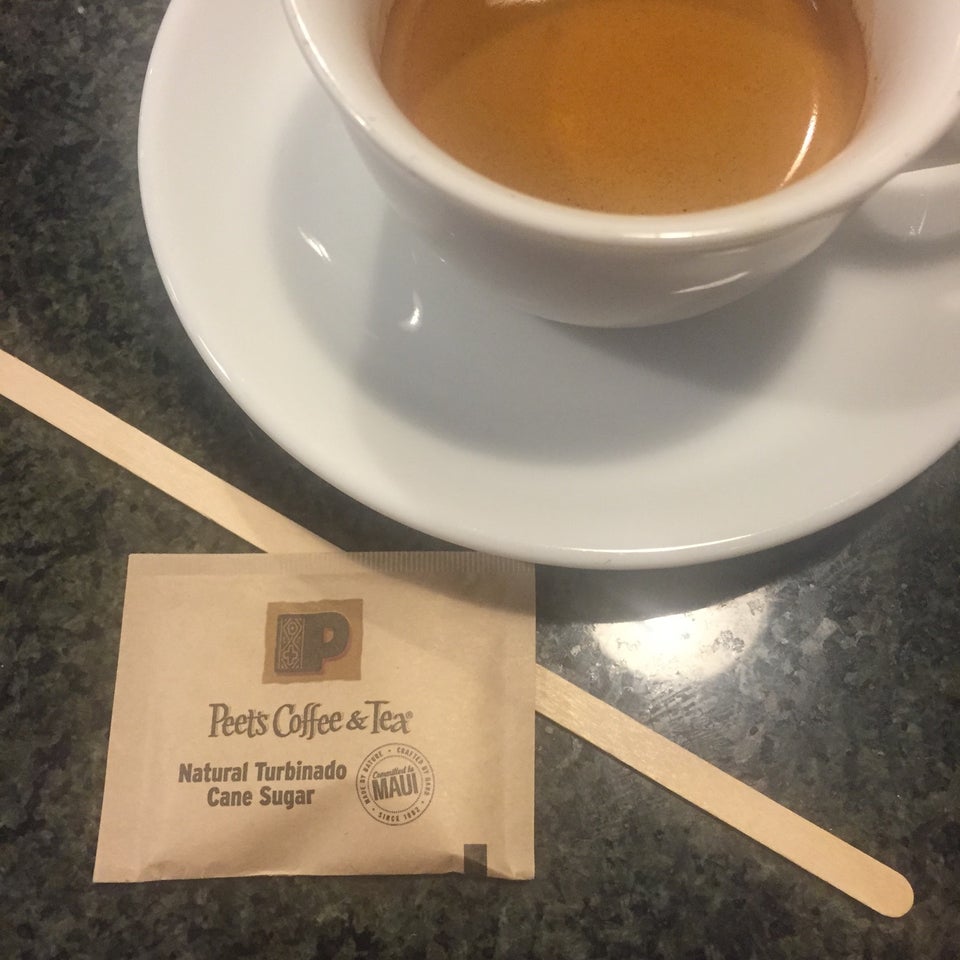 P
Peet's Coffee & Tea®
Natural Turbinado
Cane Sugar
MADE BY NATURE • CRAFTED BY HAND
Committed to
MAUI
• SINCE 1882 •